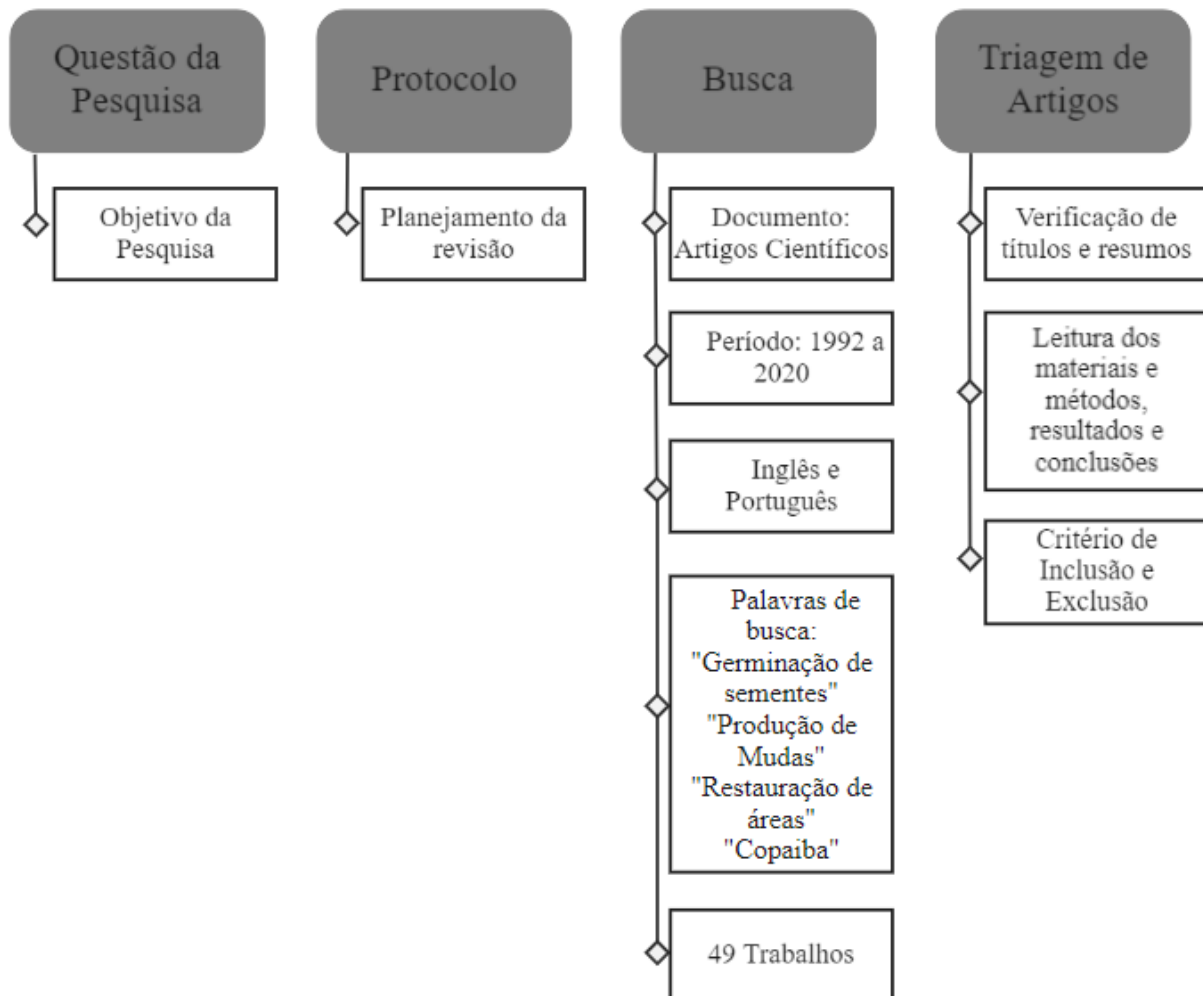 Questão da
Pesquisa
Objetivo da
Pesquisa
Protocolo
Planejamento da
revisão
Busca
Documento:
Artigos Científicos
Período: 1992 a
2020
Inglês e
Português
Palavras de
busca:
"Germinação de
sementes"
"Produção de
Mudas"
"Restauração de
áreas"
"Copaiba"
49 Trabalhos
Triagem de
Artigos
Verificação de
títulos e resumos
Leitura dos
materiais e
métodos,
resultados e
conclusões
Critério de
Inclusão e
Exclusão